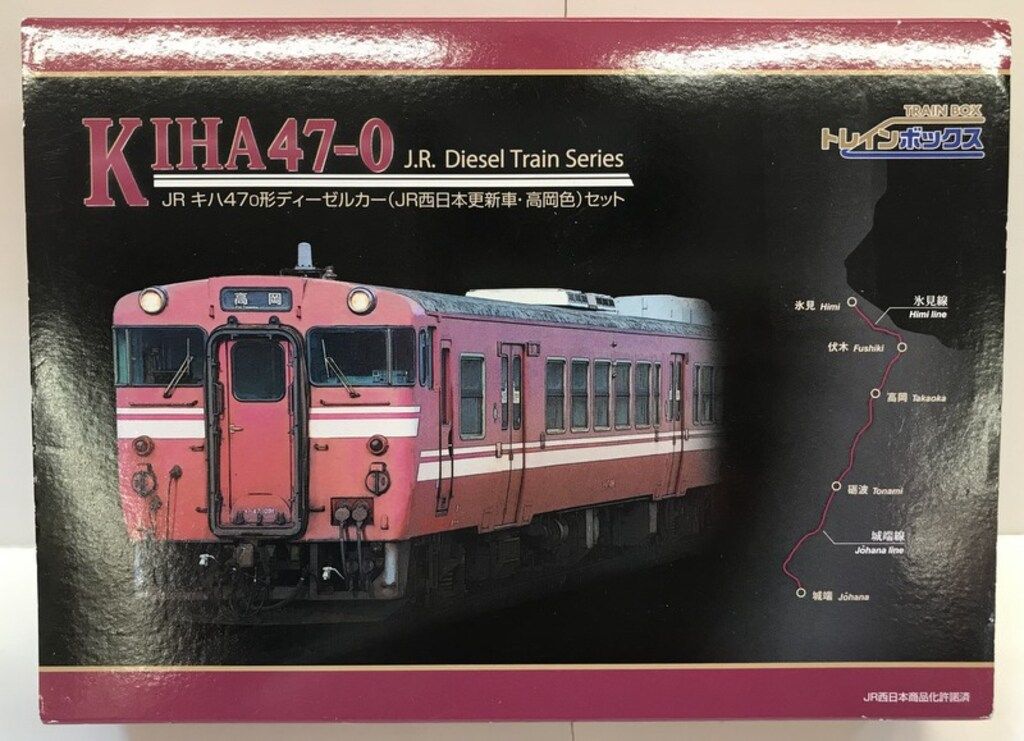 KIHA47-0 J.R. Diesel Train Series
JR キハ470形ディーゼルカー(JR西日本更新車・高岡色)セット
TRAIN BOX
トレインボックス
高岡
氷見 Himi
氷見線
Himi line
伏木 Fushiki
高岡 Takaoka
砺波 Tonami
城端線
Jōhana line
城端 Jōhana
JR西日本商品化許諾済